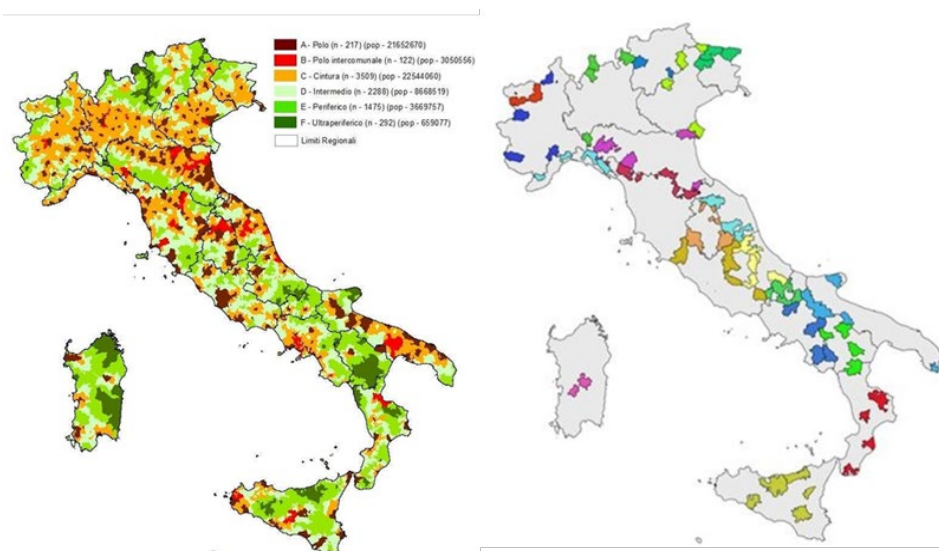 A - Polo (n - 217) (pop - 21652670)
B - Polo intercomunale (n - 122) (pop - 3050556)
C - Cintura (n - 3509) (pop - 22544060)
D - Intermedio (n - 2288) (pop - 8668519)
E - Periferico (n - 1475) (pop - 3669757)
F - Ultraperiferico (n - 292) (pop - 659077)
Limiti Regionali